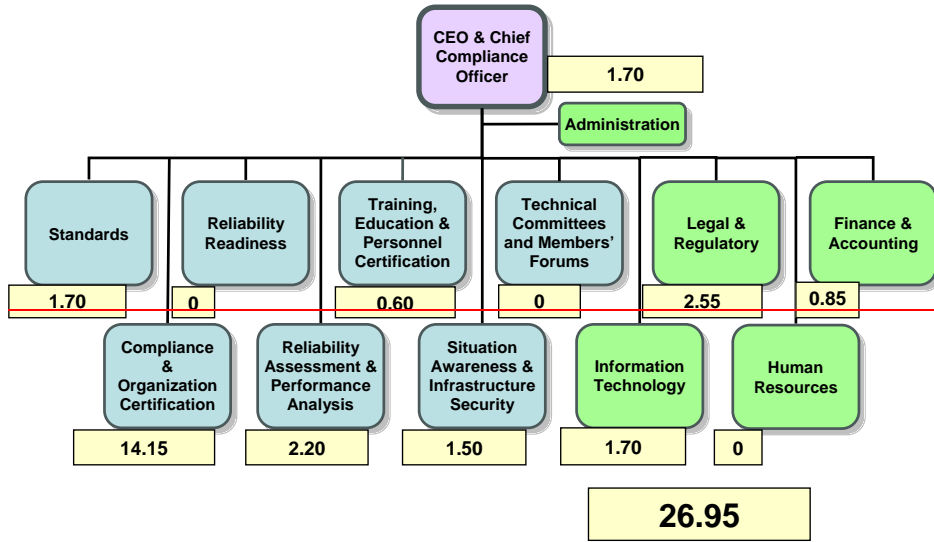 CEO & Chief
Compliance
Officer
1.70
Administration
Standards
1.70
Reliability
Readiness
0
Training,
Education &
Personnel
Certification
0.60
Technical
Committees
and Members’
Forums
0
Legal &
Regulatory
2.55
Finance &
Accounting
0.85
Compliance
&
Organization
Certification
14.15
Reliability
Assessment &
Performance
Analysis
2.20
Situation
Awareness &
Infrastructure
Security
1.50
Information
Technology
1.70
Human
Resources
0
26.95